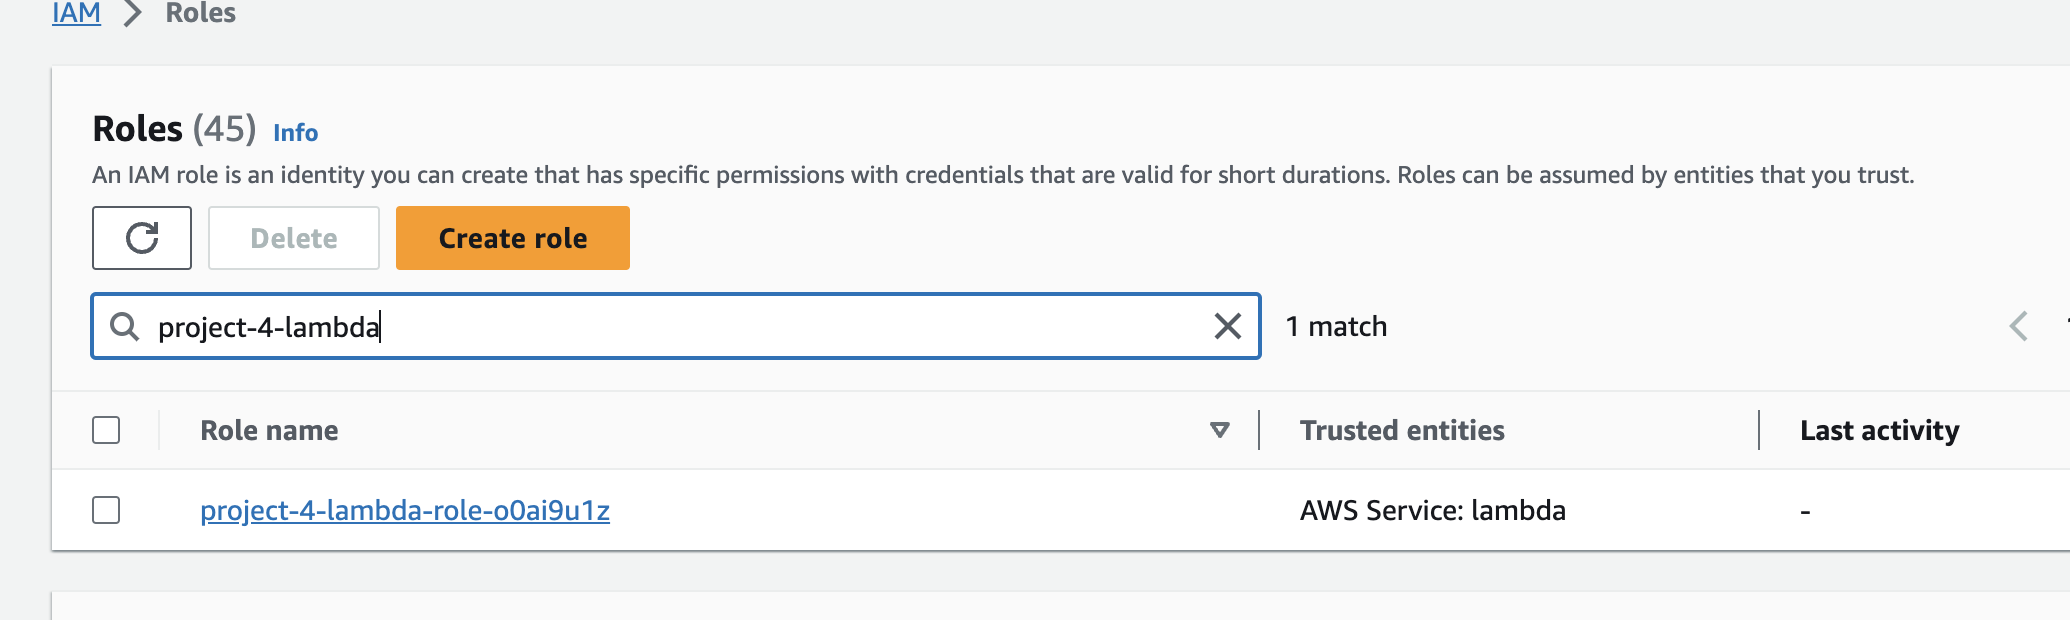 IAM > Roles
Roles (45) Info
An IAM role is an identity you can create that has specific permissions with credentials that are valid for short durations. Roles can be assumed by entities that you trust.
Delete Create role
project-4-lambda 1 match
Role name Trusted entities Last activity
project-4-lambda-role-o0ai9u1z AWS Service: lambda -